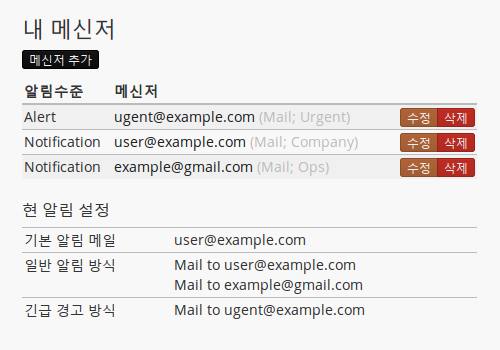 내 메신저
메신저 추가
알림수준 메신저
Alert ugent@example.com (Mail; Urgent) 수정 삭제
Notification user@example.com (Mail; Company) 수정 삭제
Notification example@gmail.com (Mail; Ops) 수정 삭제
현 알림 설정
기본 알림 메일 user@example.com
일반 알림 방식 Mail to user@example.com
Mail to example@gmail.com
긴급 경고 방식 Mail to ugent@example.com